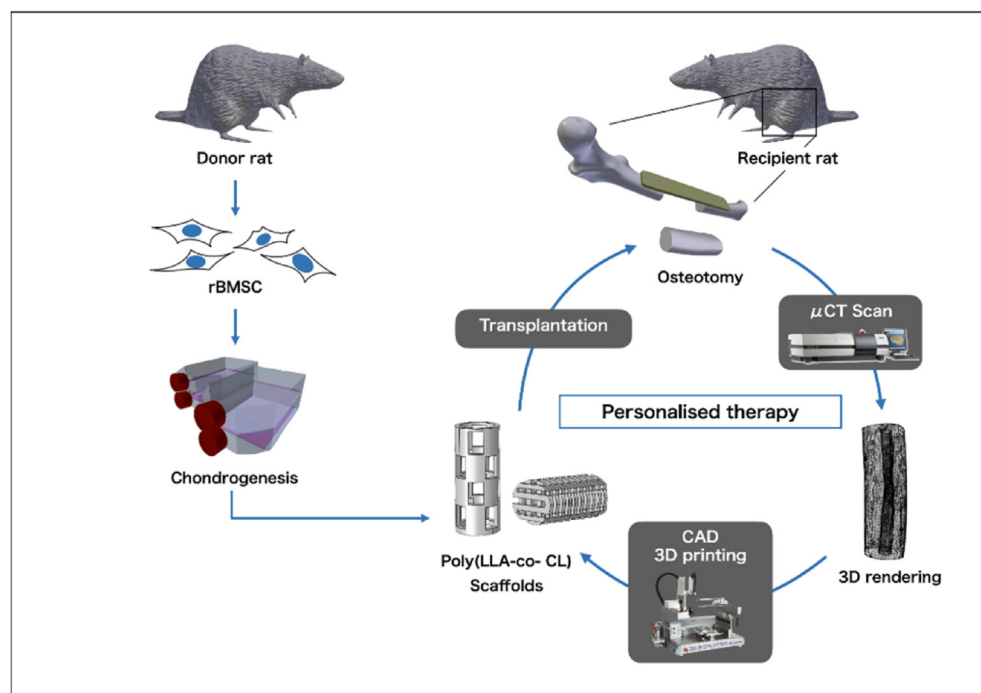 Donor rat
rBMSC
Chondrogenesis
Recipient rat
Osteotomy
μCT Scan
Transplantation
Personalised therapy
3D rendering
CAD
3D printing
Poly(LLA-co- CL)
Scaffolds